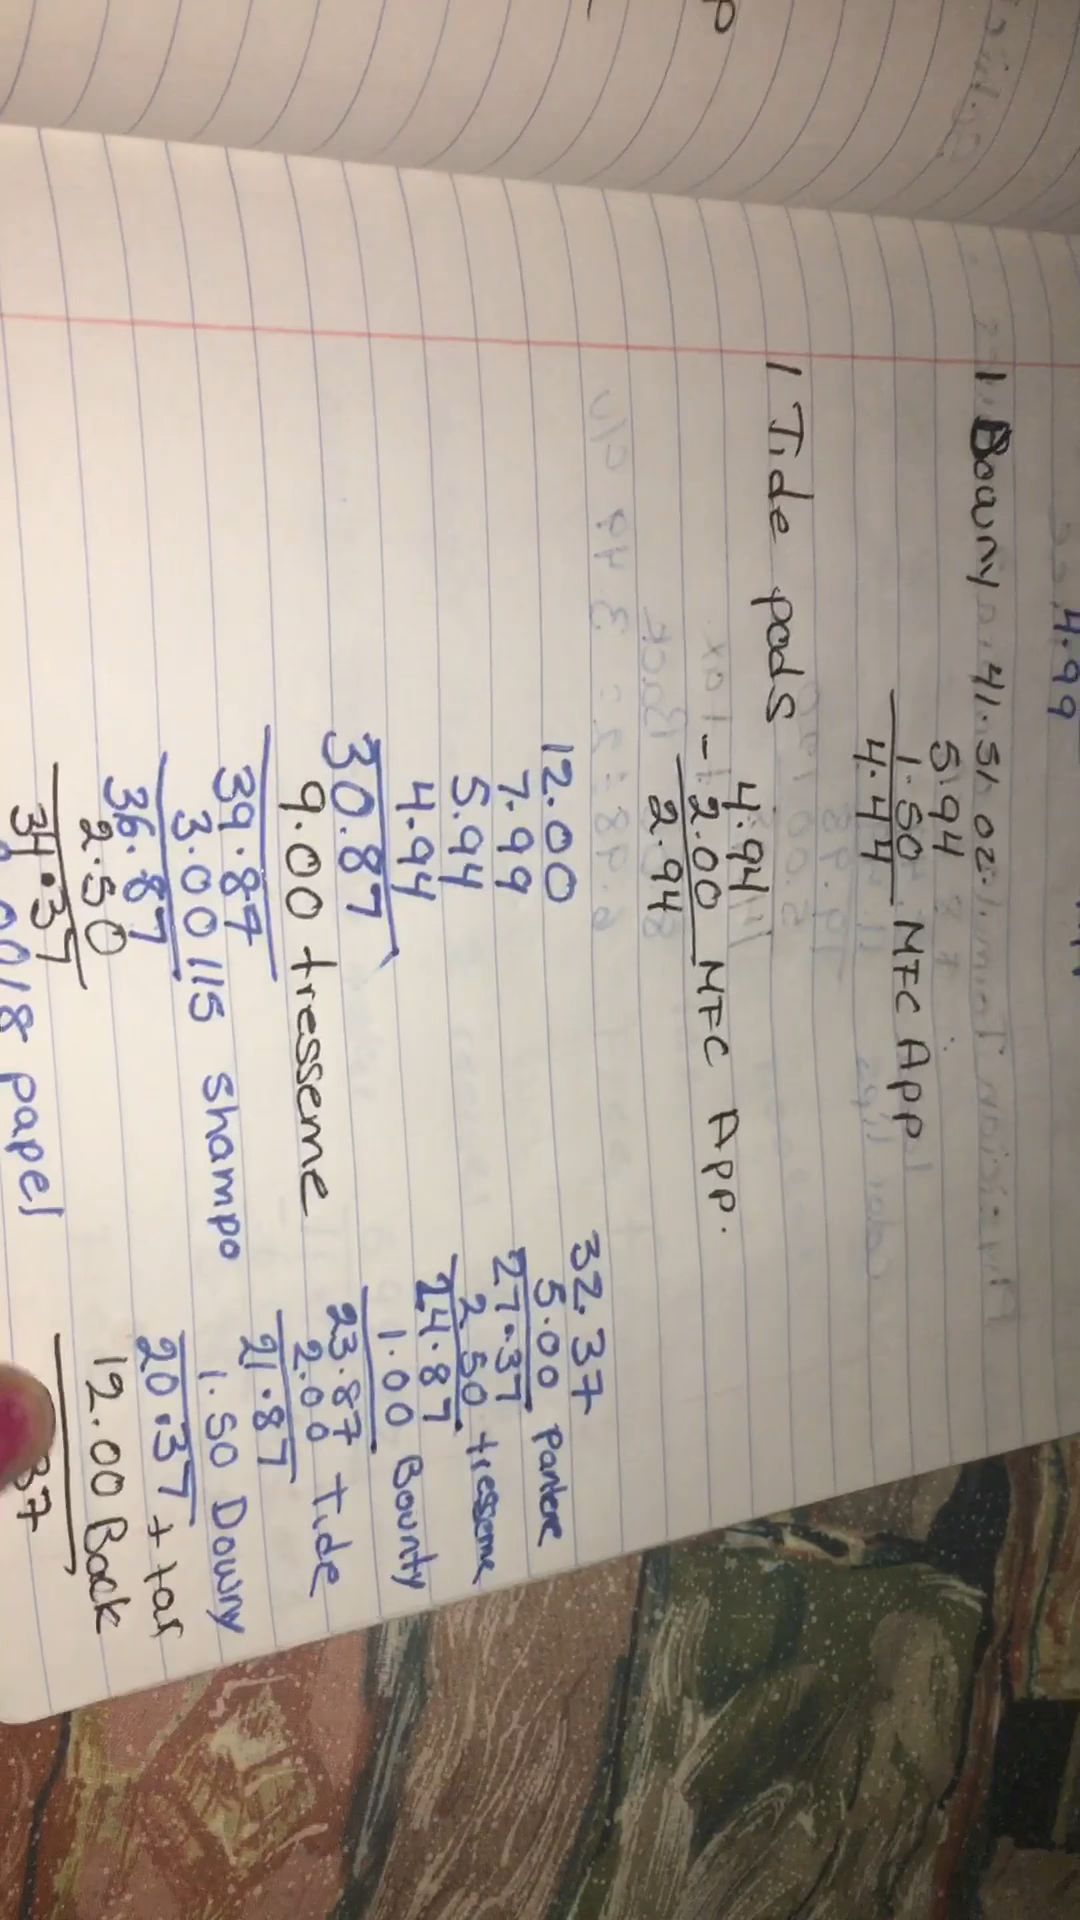 4.99
1 Downy 41.5 oz.
5.94
1.50 MFC App
4.44
1 Tide pods
4.94
- 2.00 MFC App.
2.94
12.00
7.99
5.94
4.94
30.87
9.00 tresseme
39.87
3.00 115 Shampo
36.87
2.50
34.37
018 papel
32.37
5.00 Pantene
27.37
2.50 tresseme
24.87
1.00 Bounty
23.87
2.00 tide
21.87
1.50 Downy
20.37 + tax
12.00 Back
37